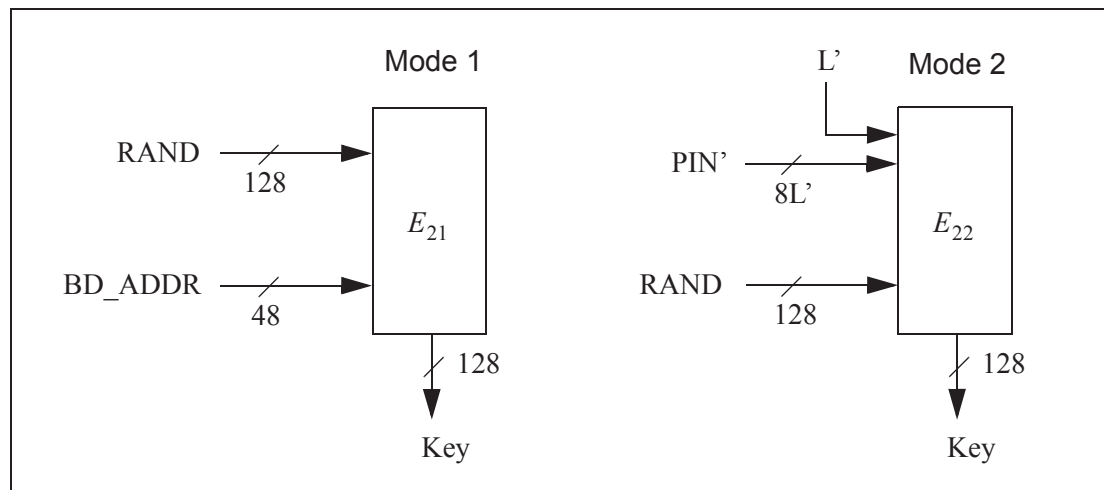 Mode 1
RAND
128
E21
BD_ADDR
48
128
Key
L’
Mode 2
PIN’
8L’
E22
RAND
128
128
Key